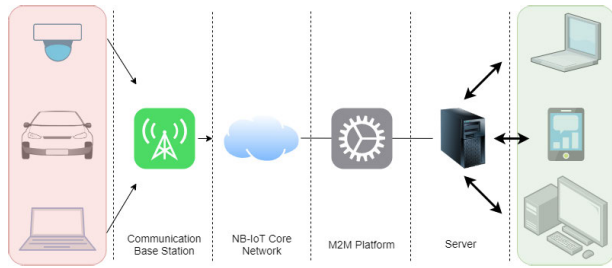 Communication
Base Station
NB-IoT Core
Network
M2M Platform
Server